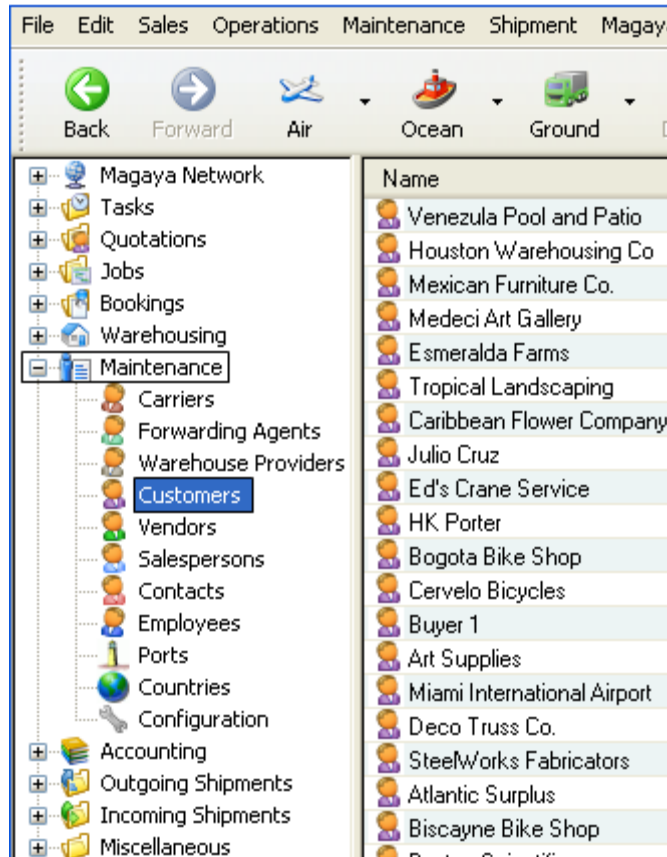 File Edit Sales Operations Maintenance Shipment
Back Forward Air Ocean Ground
Magaya Network
Tasks
Quotations
Jobs
Bookings
Warehousing
Maintenance
Carriers
Forwarding Agents
Warehouse Providers
Customers
Vendors
Salespersons
Contacts
Employees
Ports
Countries
Configuration
Accounting
Outgoing Shipments
Incoming Shipments
Miscellaneous
Name
Venezula Pool and Patio
Houston Warehousing Co
Mexican Furniture Co.
Medeci Art Gallery
Esmeralda Farms
Tropical Landscaping
Caribbean Flower Company
Julio Cruz
Ed's Crane Service
HK Porter
Bogota Bike Shop
Cervelo Bicycles
Buyer 1
Art Supplies
Miami International Airport
Deco Truss Co.
SteelWorks Fabricators
Atlantic Surplus
Biscayne Bike Shop